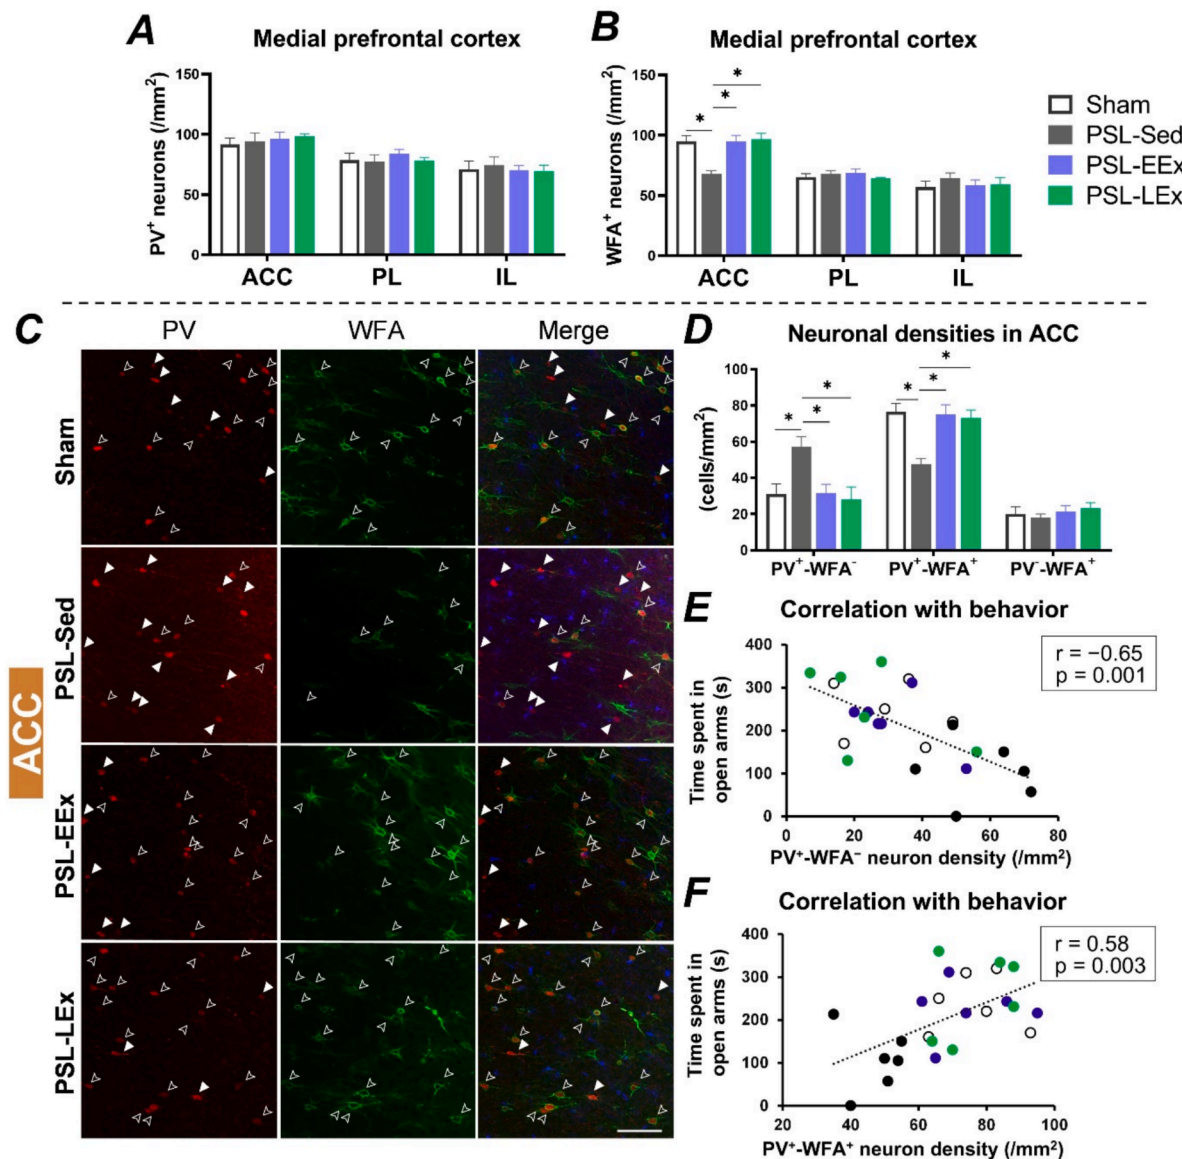 A
Medial prefrontal cortex
PV⁺ neurons (/mm²)
150
100
50
0
ACC PL IL
B
Medial prefrontal cortex
WFA⁺ neurons (/mm²)
150
100
50
0
* * *
ACC PL IL
Sham
PSL-Sed
PSL-EEx
PSL-LEx
C
PV WFA Merge
ACC
Sham
PSL-Sed
PSL-EEx
PSL-LEx
D
Neuronal densities in ACC
(cells/mm²)
100
80
60
40
20
0
* * *
* * *
PV⁺-WFA⁻ PV⁺-WFA⁺ PV⁻-WFA⁺
E
Correlation with behavior
r = −0.65
p = 0.001
Time spent in
open arms (s)
400
300
200
100
0
0 20 40 60 80
PV⁺-WFA⁻ neuron density (/mm²)
F
Correlation with behavior
r = 0.58
p = 0.003
Time spent in
open arms (s)
400
300
200
100
0
20 40 60 80 100
PV⁺-WFA⁺ neuron density (/mm²)